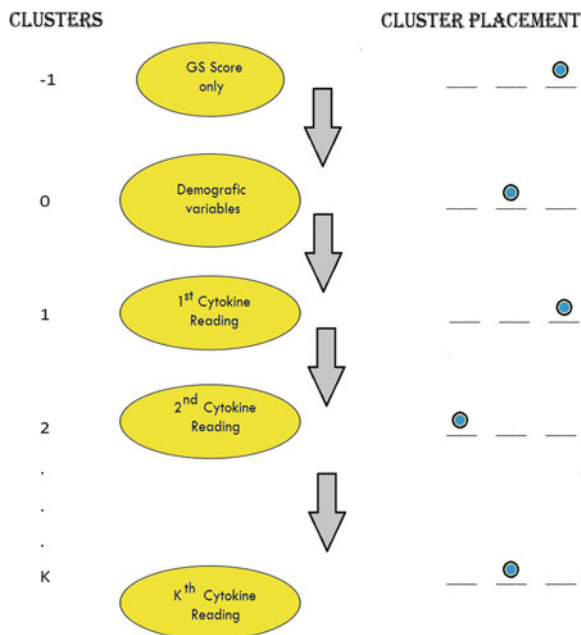 CLUSTERS
CLUSTER PLACEMENT
-1
GS Score
only
0
Demografic
variables
1
1st Cytokine
Reading
2
2nd Cytokine
Reading
.
.
.
K
Kth Cytokine
Reading